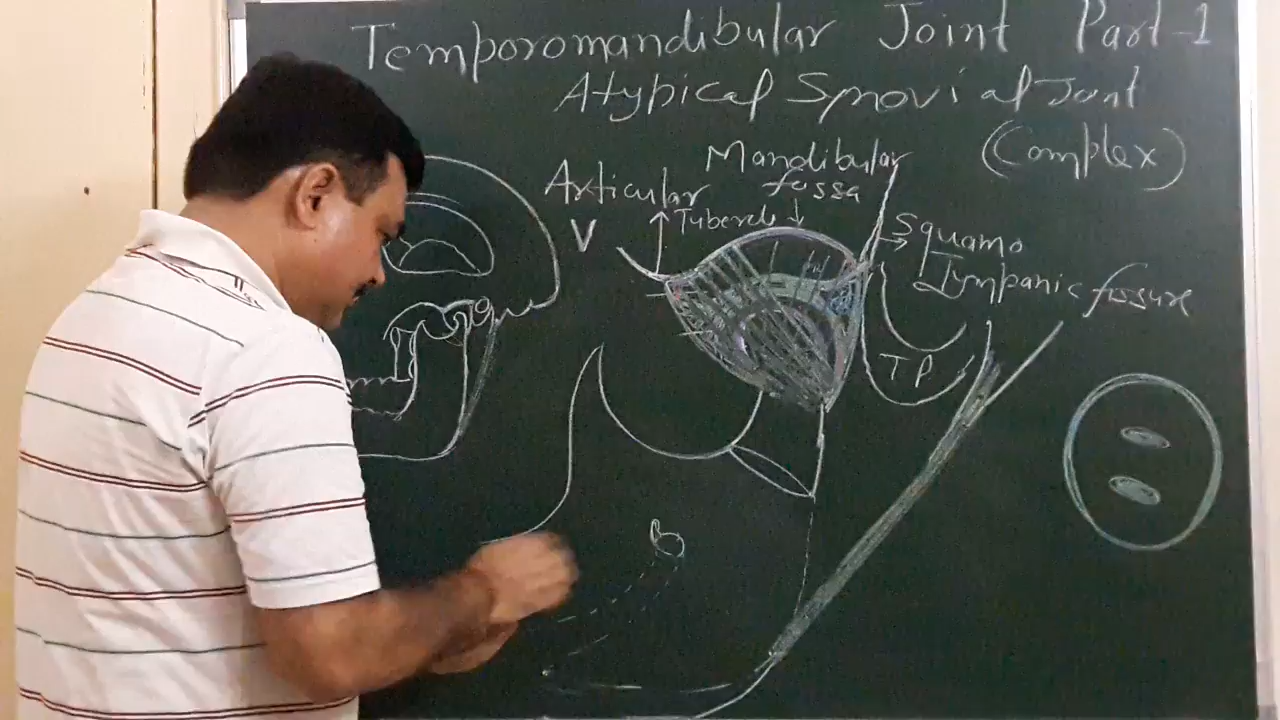 Temporomandibular Joint Part-1
Atypical Synovial Joint
(Complex)
Mandibular
fossa
Articular
Tubercle
V
Squamo
Tympanic fissure
TP